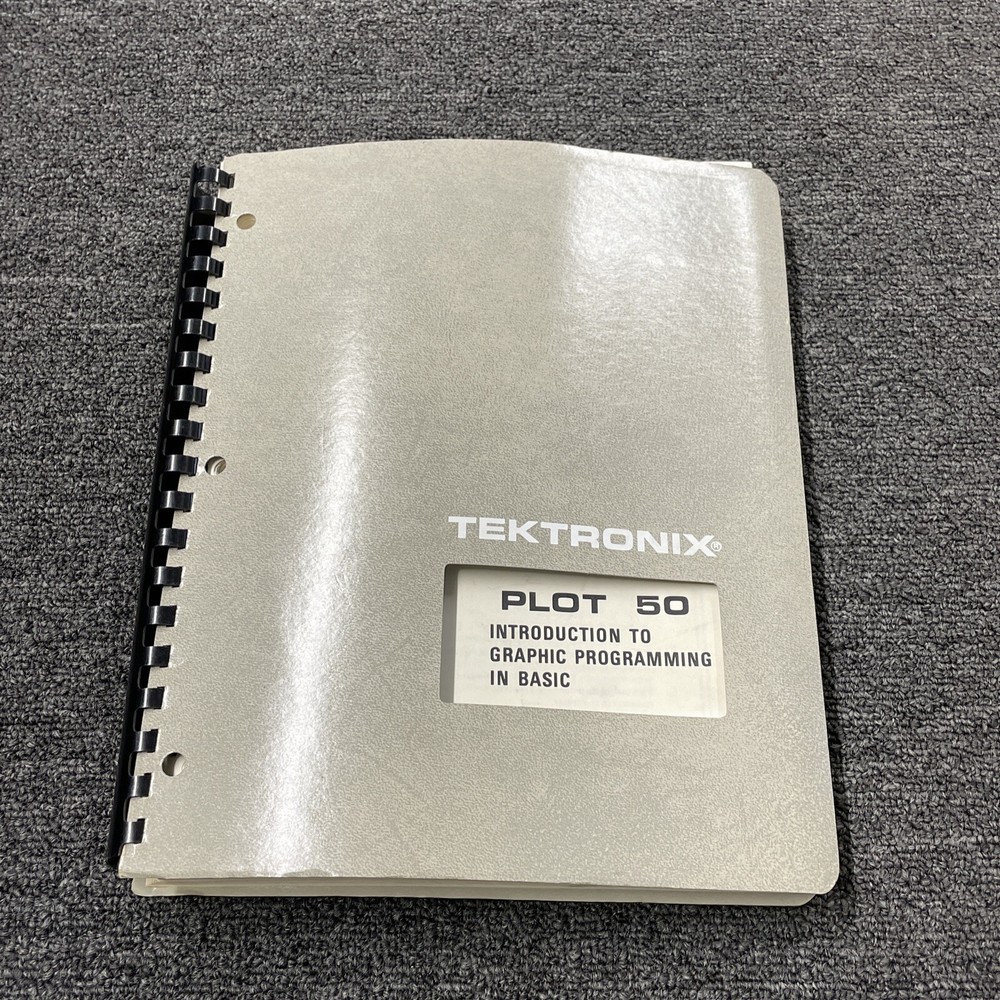 TEKTRONIX®
PLOT 50
INTRODUCTION TO
GRAPHIC PROGRAMMING
IN BASIC